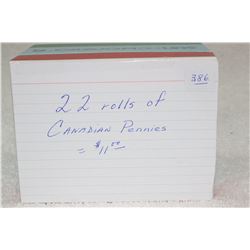 386
22 rolls of
CANADIAN Pennies
= $11.00